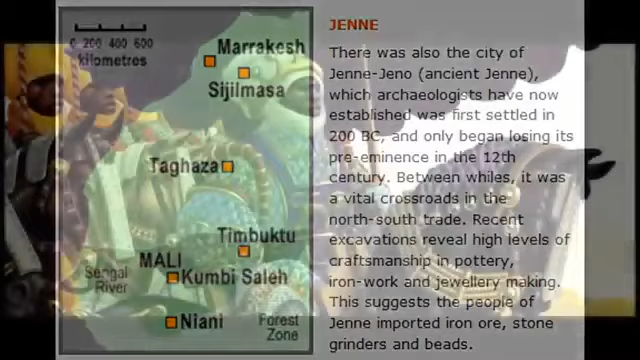 0 200 400 600
kilometres
Marrakesh
Sijilmasa
Taghaza
Timbuktu
MALI
Sengal
River
Kumbi Saleh
Niani
Forest
Zone
JENNE
There was also the city of
Jenne-Jeno (ancient Jenne),
which archaeologists have now
established was first settled in
200 BC, and only began losing its
pre-eminence in the 12th
century. Between whiles, it was
a vital crossroads in the
north-south trade. Recent
excavations reveal high levels of
craftsmanship in pottery,
iron-work and jewellery making.
This suggests the people of
Jenne imported iron ore, stone
grinders and beads.